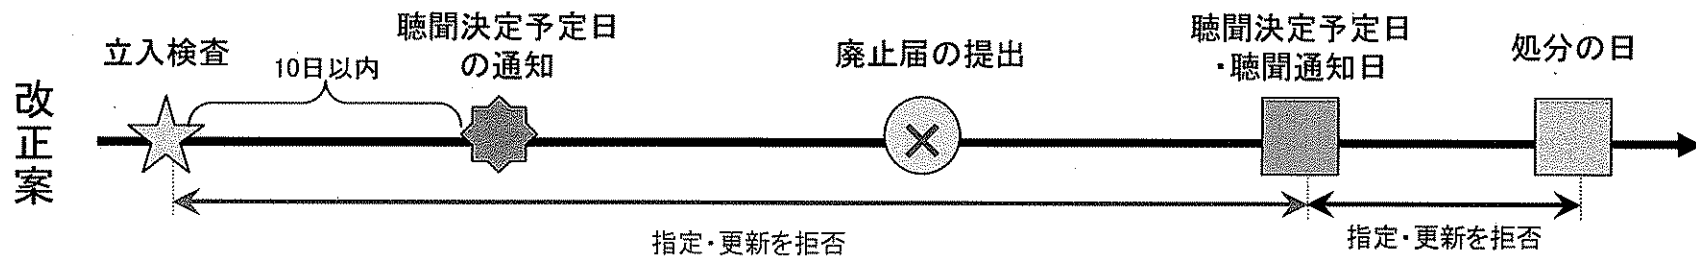 改正案
立入検査
10日以内
聴聞決定予定日
の通知
廃止届の提出
聴聞決定予定日
・聴聞通知日
処分の日
指定・更新を拒否
指定・更新を拒否